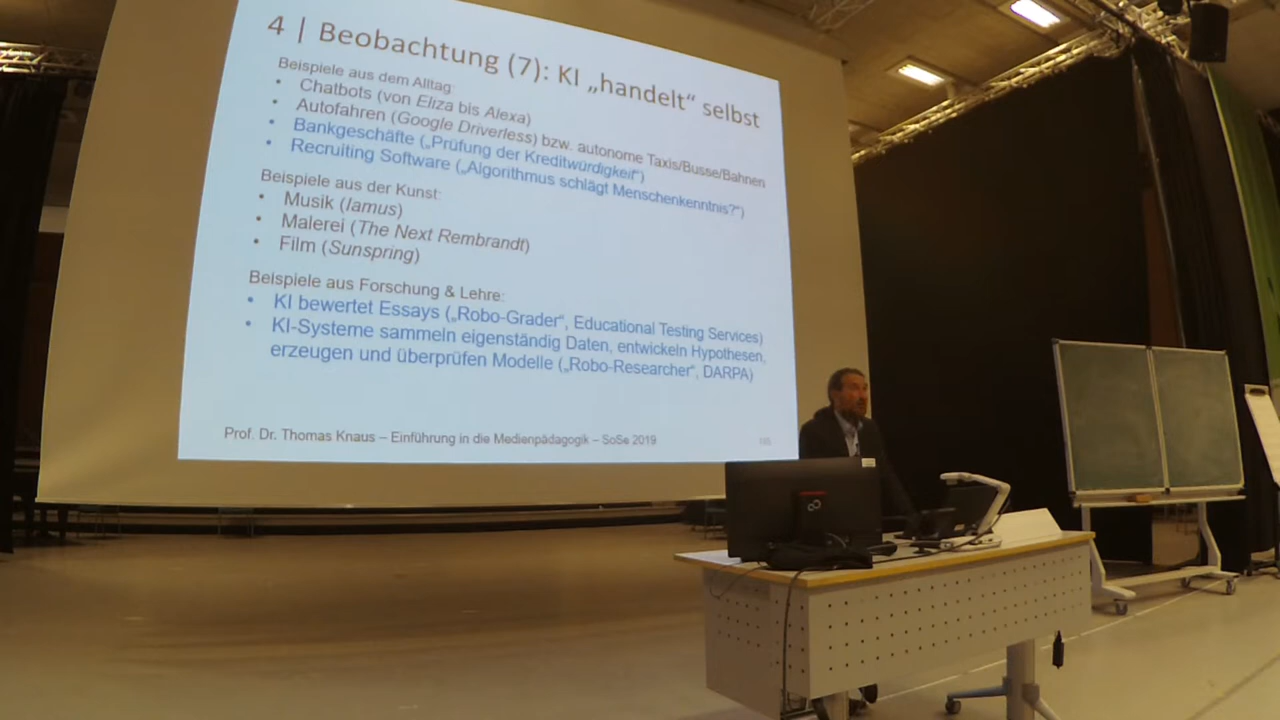 4 | Beobachtung (7): KI „handelt“ selbst
Beispiele aus dem Alltag:
• Chatbots (von Eliza bis Alexa)
• Autofahren (Google Driverless) bzw. autonome Taxis/Busse/Bahnen
• Bankgeschäfte („Prüfung der Kreditwürdigkeit“)
• Recruiting Software („Algorithmus schlägt Menschenkenntnis?“)
Beispiele aus der Kunst:
• Musik (Iamus)
• Malerei (The Next Rembrandt)
• Film (Sunspring)
Beispiele aus Forschung & Lehre:
• KI bewertet Essays („Robo-Grader“, Educational Testing Services)
• KI-Systeme sammeln eigenständig Daten, entwickeln Hypothesen,
erzeugen und überprüfen Modelle („Robo-Researcher“, DARPA)
Prof. Dr. Thomas Knaus – Einführung in die Medienpädagogik – SoSe 2019